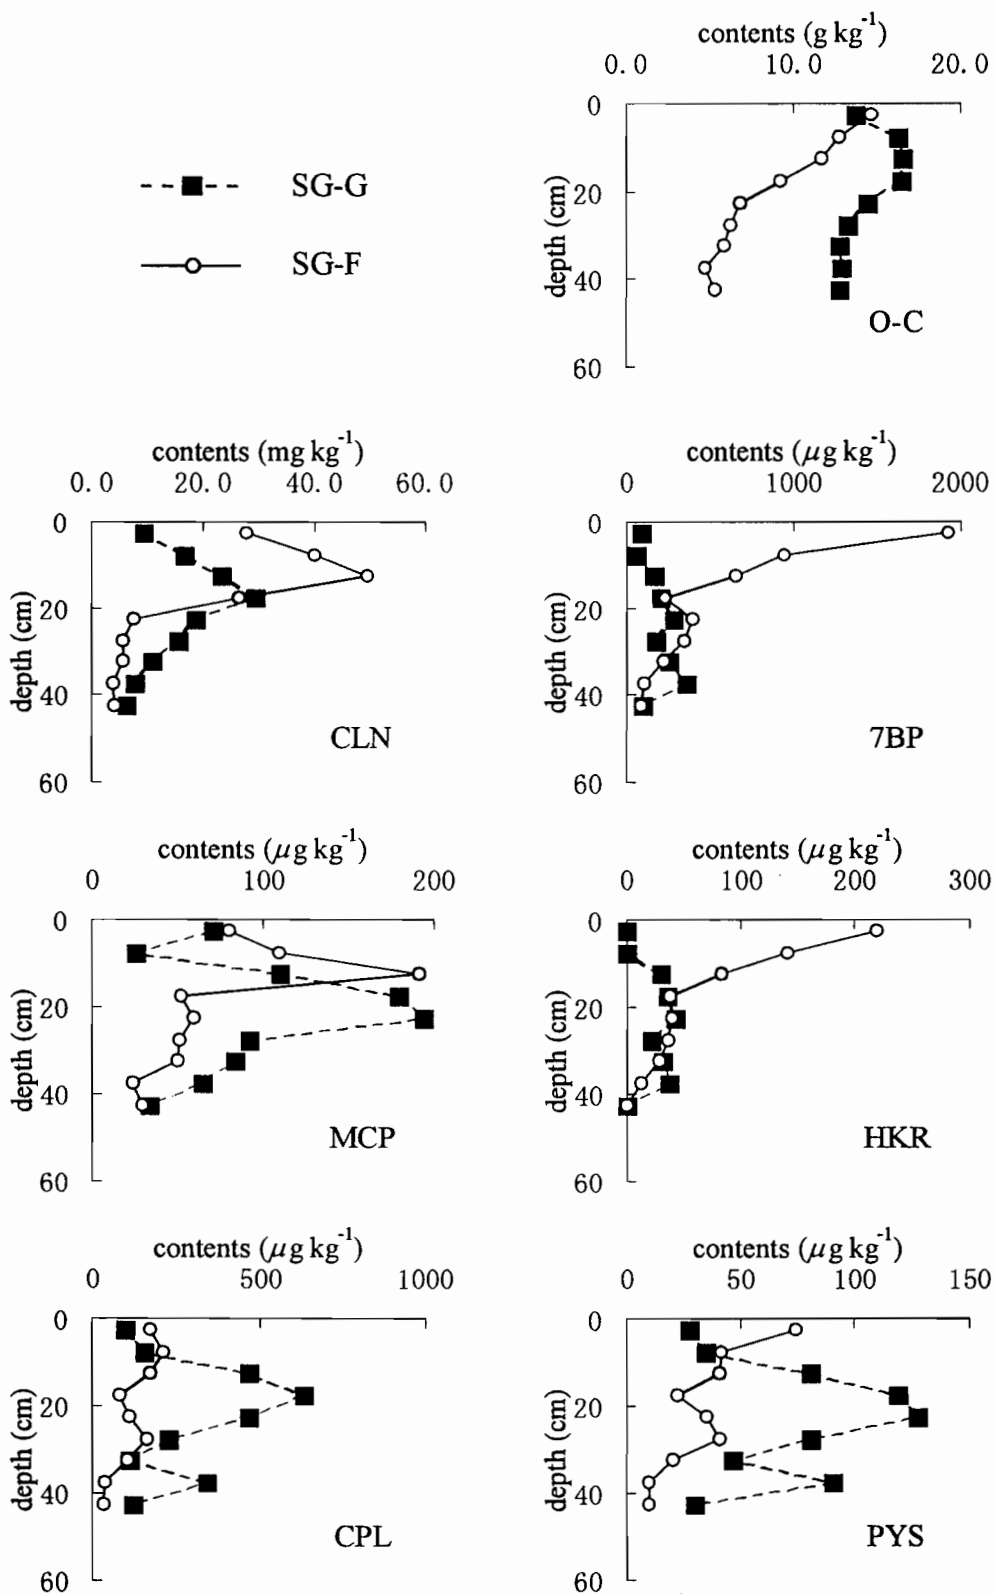 contents (g kg⁻¹)
0.0 10.0 20.0
0
20
40
60
depth (cm)
O-C
SG-G
SG-F
contents (mg kg⁻¹)
0.0 20.0 40.0 60.0
0
20
40
60
depth (cm)
CLN
contents (μg kg⁻¹)
0 1000 2000
0
20
40
60
depth (cm)
7BP
contents (μg kg⁻¹)
0 100 200
0
20
40
60
depth (cm)
MCP
contents (μg kg⁻¹)
0 100 200 300
0
20
40
60
depth (cm)
HKR
contents (μg kg⁻¹)
0 500 1000
0
20
40
60
depth (cm)
CPL
contents (μg kg⁻¹)
0 50 100 150
0
20
40
60
depth (cm)
PYS